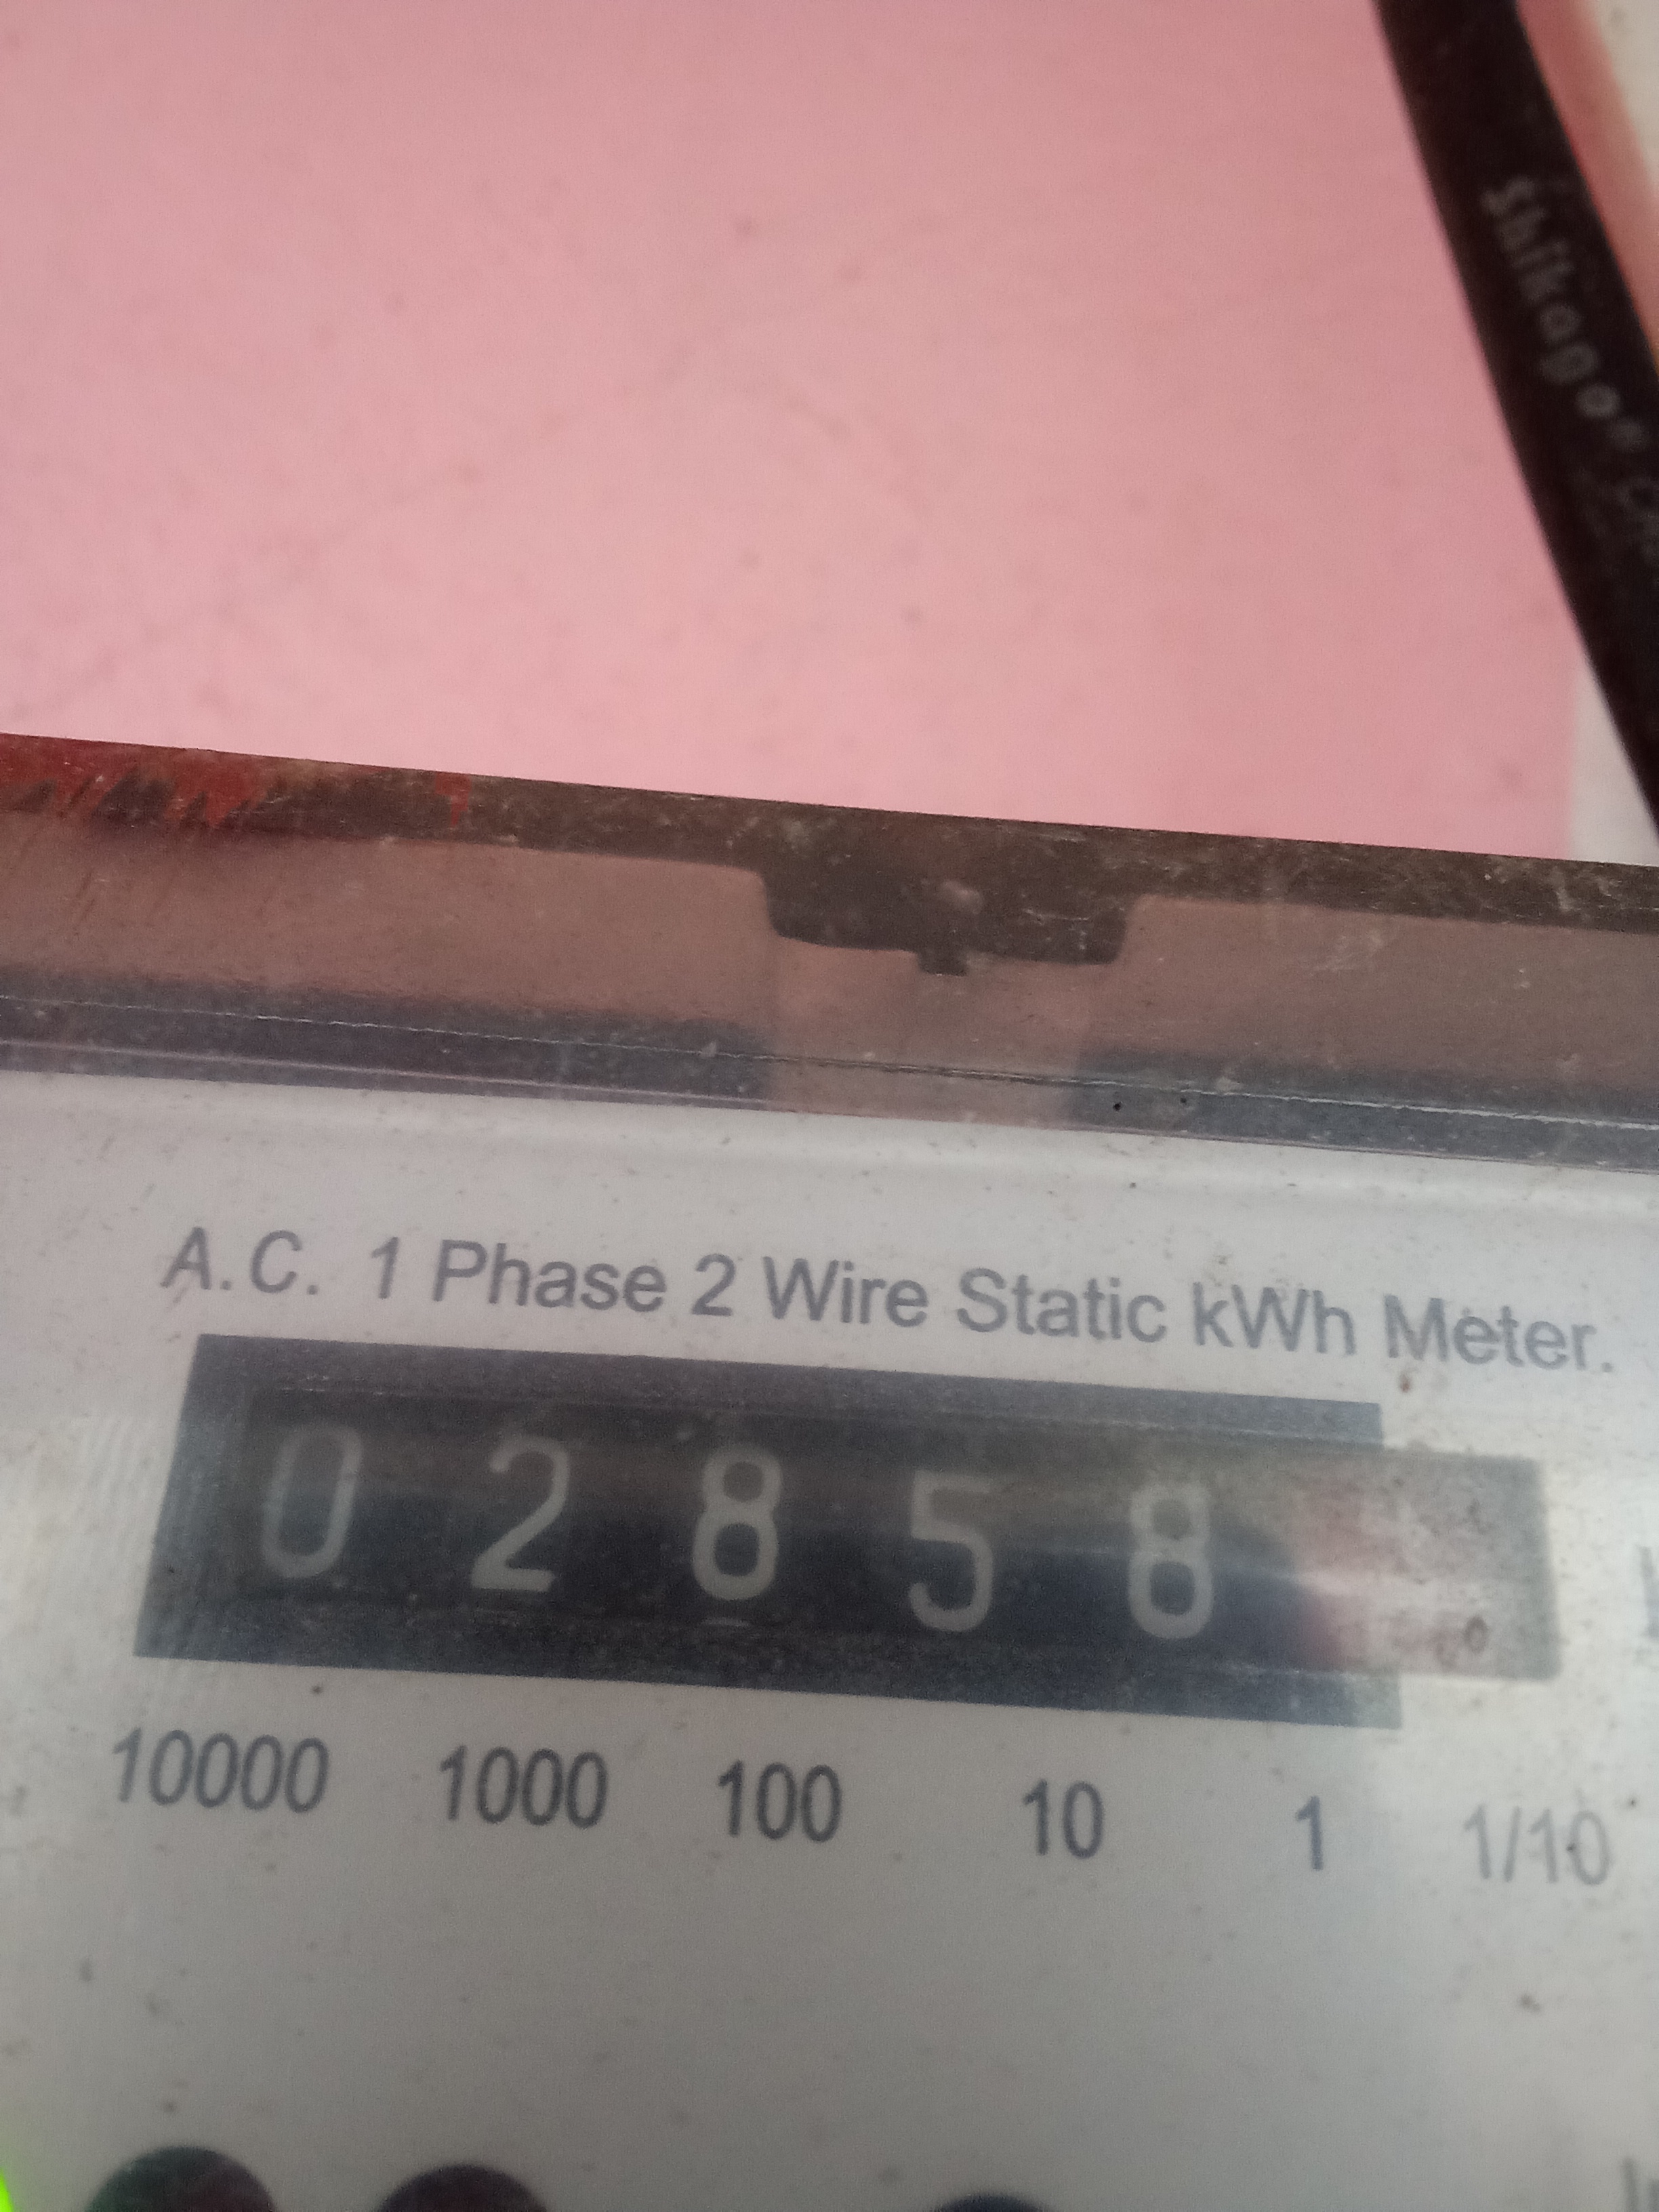 Shikago
A.C. 1 Phase 2 Wire Static kWh Meter.
0 2 8 5 8
10000 1000 100 10 1 1/10